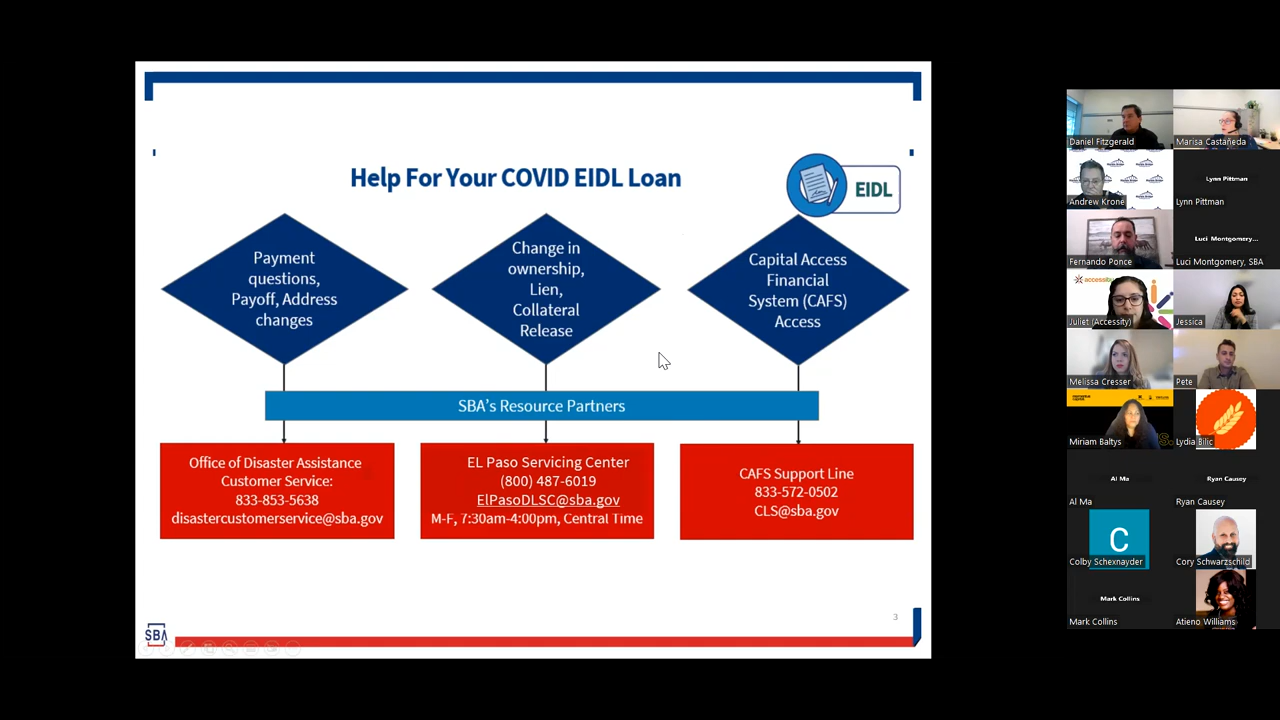 Help For Your COVID EIDL Loan
EIDL
Payment
questions,
Payoff, Address
changes
Change in
ownership,
Lien,
Collateral
Release
Capital Access
Financial
System (CAFS)
Access
SBA's Resource Partners
Office of Disaster Assistance
Customer Service:
833-853-5638
disastercustomerservice@sba.gov
EL Paso Servicing Center
(800) 487-6019
ElPasoDLSC@sba.gov
M-F, 7:30am-4:00pm, Central Time
CAFS Support Line
833-572-0502
CLS@sba.gov
3
SBA
Daniel Fitzgerald
Marisa Castañeda
Andrew Krone
Lynn Pittman
Lynn Pittman
Fernando Ponce
Luci Montgomery...
Luci Montgomery, SBA
accessity
Juliet (Accessity)
Jessica
Melissa Cresser
Pete
Miriam Baltys
Lydia Bilic
Al Ma
Al Ma
Ryan Causey
Ryan Causey
C
Colby Schexnayder
Cory Schwarzschild
Mark Collins
Mark Collins
Atieno Williams